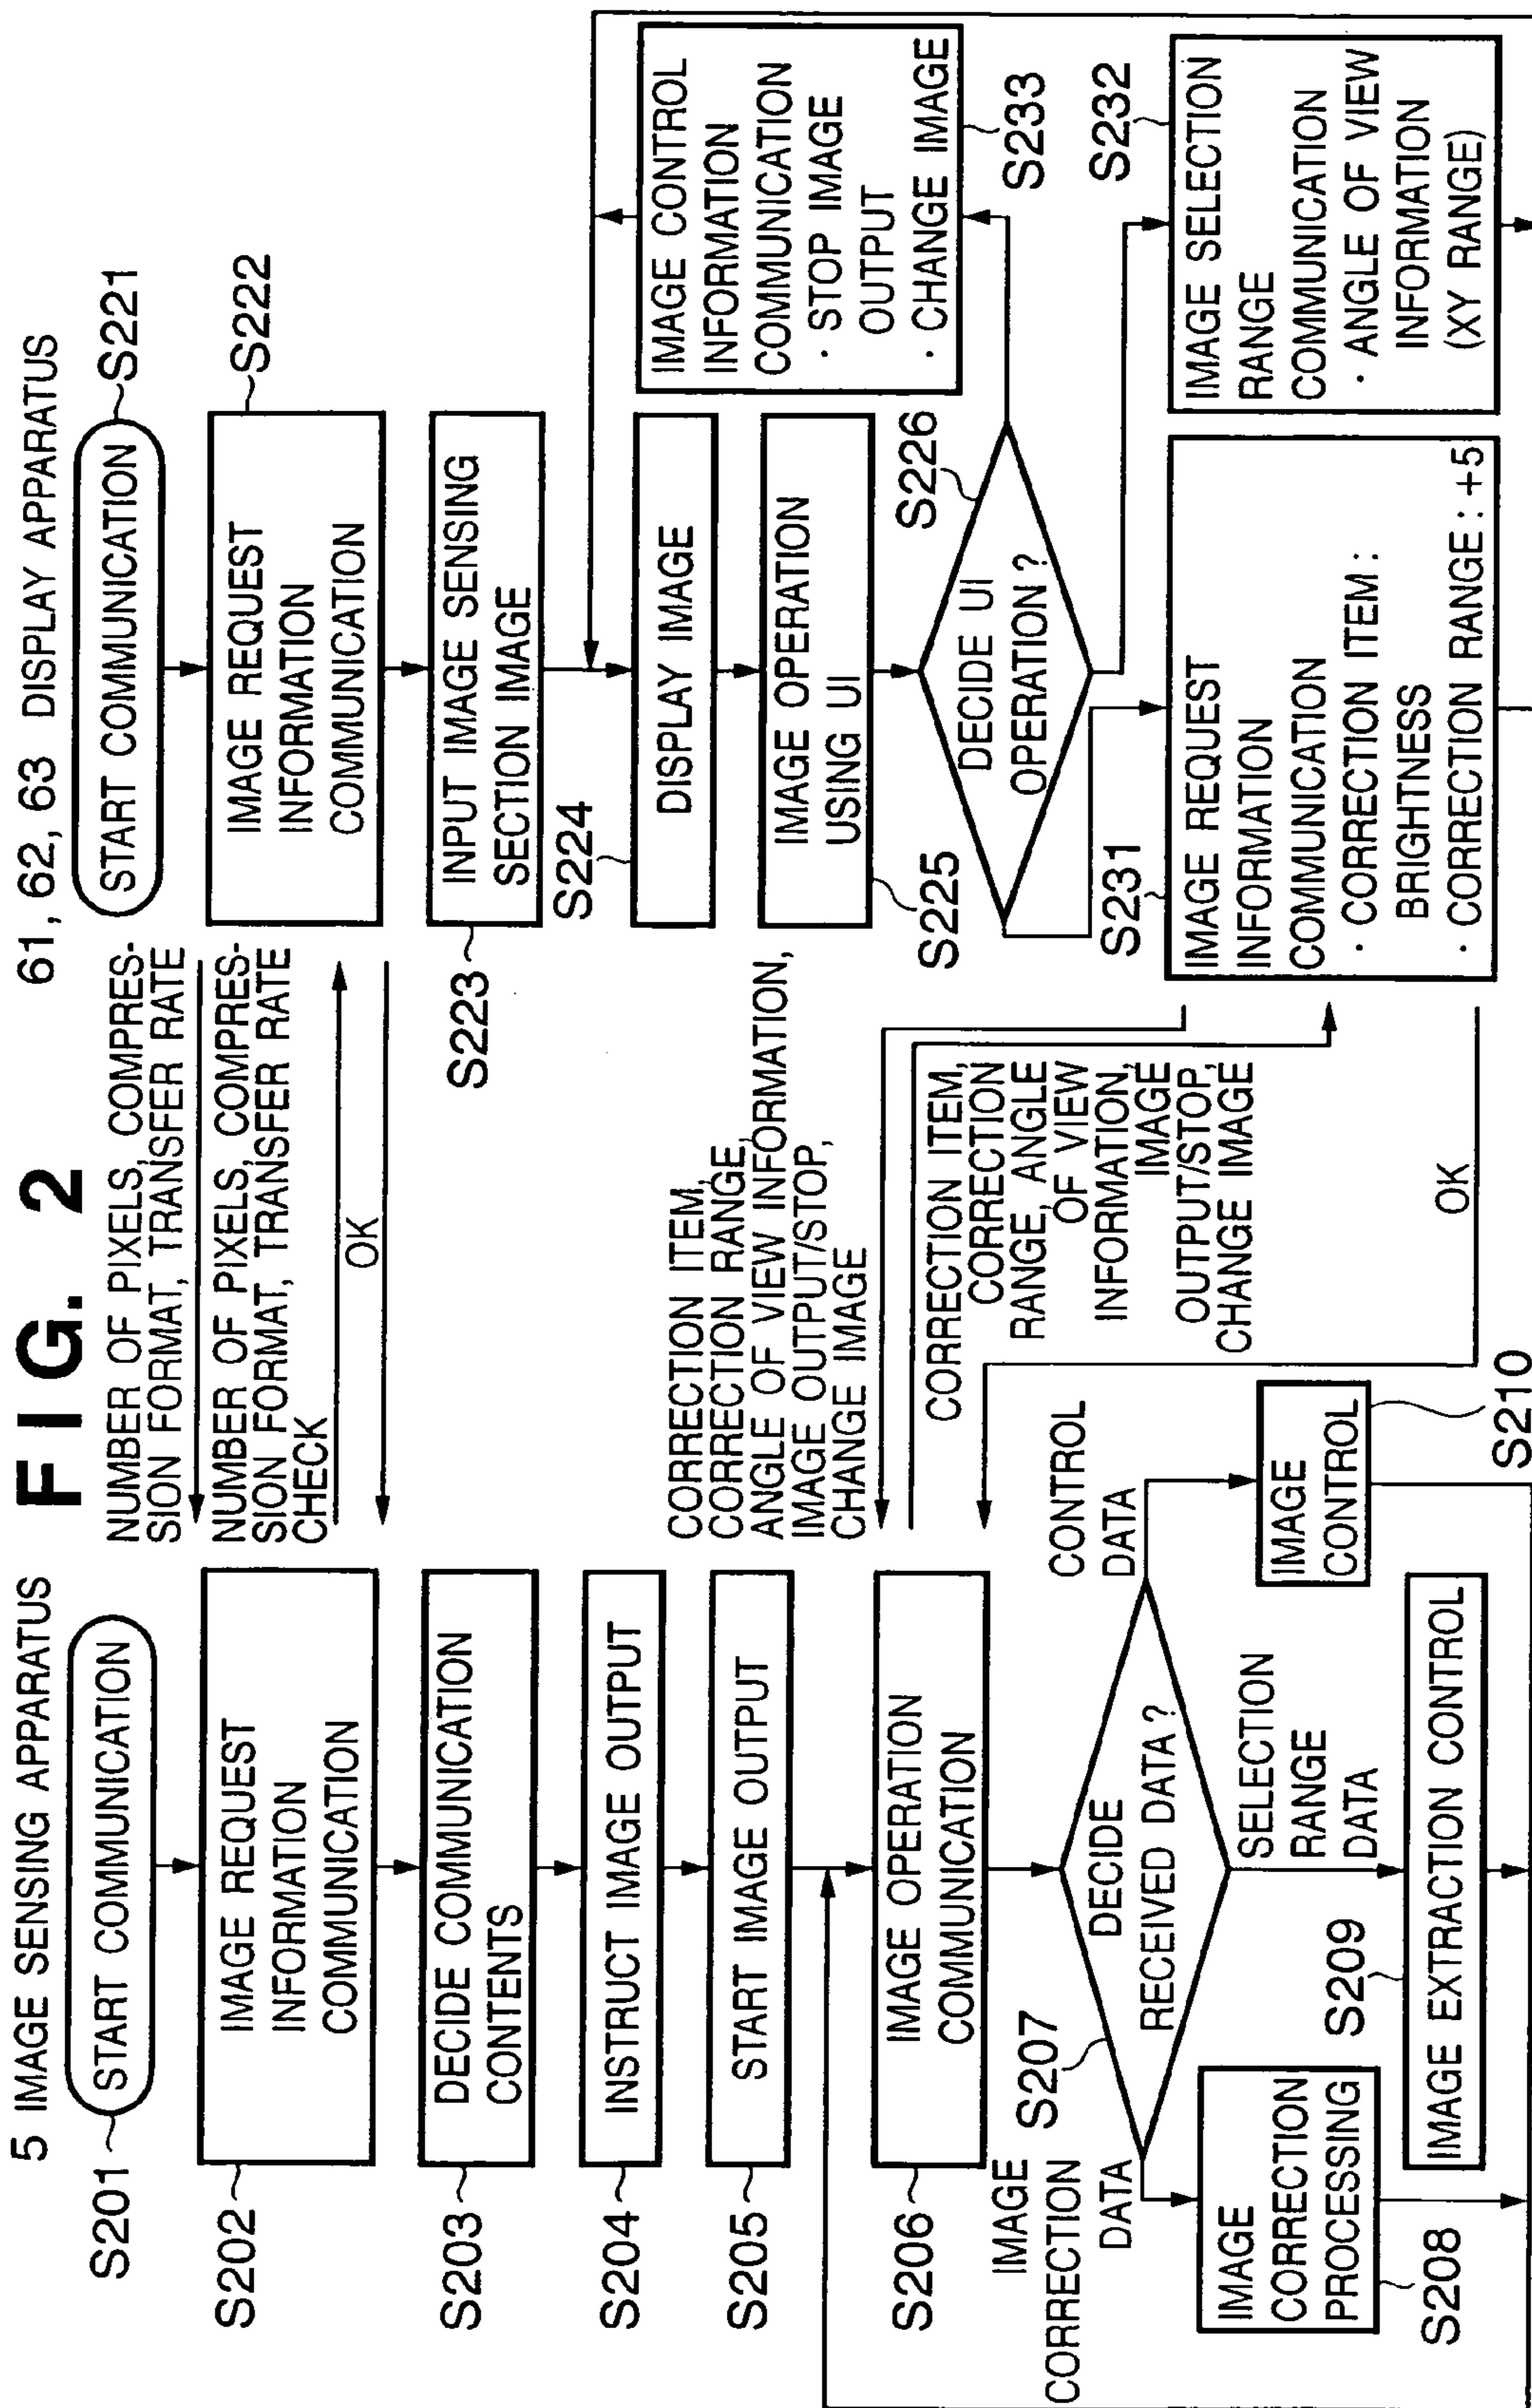 FIG. 2
5 IMAGE SENSING APPARATUS
S201
START COMMUNICATION
S202
IMAGE REQUEST
INFORMATION
COMMUNICATION
S203
DECIDE COMMUNICATION
CONTENTS
S204
INSTRUCT IMAGE OUTPUT
S205
START IMAGE OUTPUT
S206
IMAGE OPERATION
COMMUNICATION
S207
DECIDE
RECEIVED DATA?
IMAGE
CORRECTION
DATA
SELECTION
RANGE
DATA
CONTROL
DATA
IMAGE
CORRECTION
PROCESSING
S208
S209
IMAGE EXTRACTION CONTROL
IMAGE
CONTROL
S210
NUMBER OF PIXELS, COMPRES-
SION FORMAT, TRANSFER RATE
NUMBER OF PIXELS, COMPRES-
SION FORMAT, TRANSFER RATE
CHECK
OK
CORRECTION ITEM,
CORRECTION RANGE,
ANGLE OF VIEW INFORMATION,
IMAGE OUTPUT/STOP,
CHANGE IMAGE
CORRECTION ITEM,
CORRECTION
RANGE, ANGLE
OF VIEW
INFORMATION,
IMAGE
OUTPUT/STOP,
CHANGE IMAGE
OK
61, 62, 63 DISPLAY APPARATUS
START COMMUNICATION
S221
IMAGE REQUEST
INFORMATION
COMMUNICATION
S222
INPUT IMAGE SENSING
SECTION IMAGE
S223
S224
DISPLAY IMAGE
IMAGE OPERATION
USING UI
S225
DECIDE UI
OPERATION?
S226
S231
IMAGE REQUEST
INFORMATION
COMMUNICATION
· CORRECTION ITEM :
BRIGHTNESS
· CORRECTION RANGE : +5
IMAGE CONTROL
INFORMATION
COMMUNICATION
· STOP IMAGE
OUTPUT
· CHANGE IMAGE
S233
S232
IMAGE SELECTION
RANGE
COMMUNICATION
· ANGLE OF VIEW
INFORMATION
(XY RANGE)